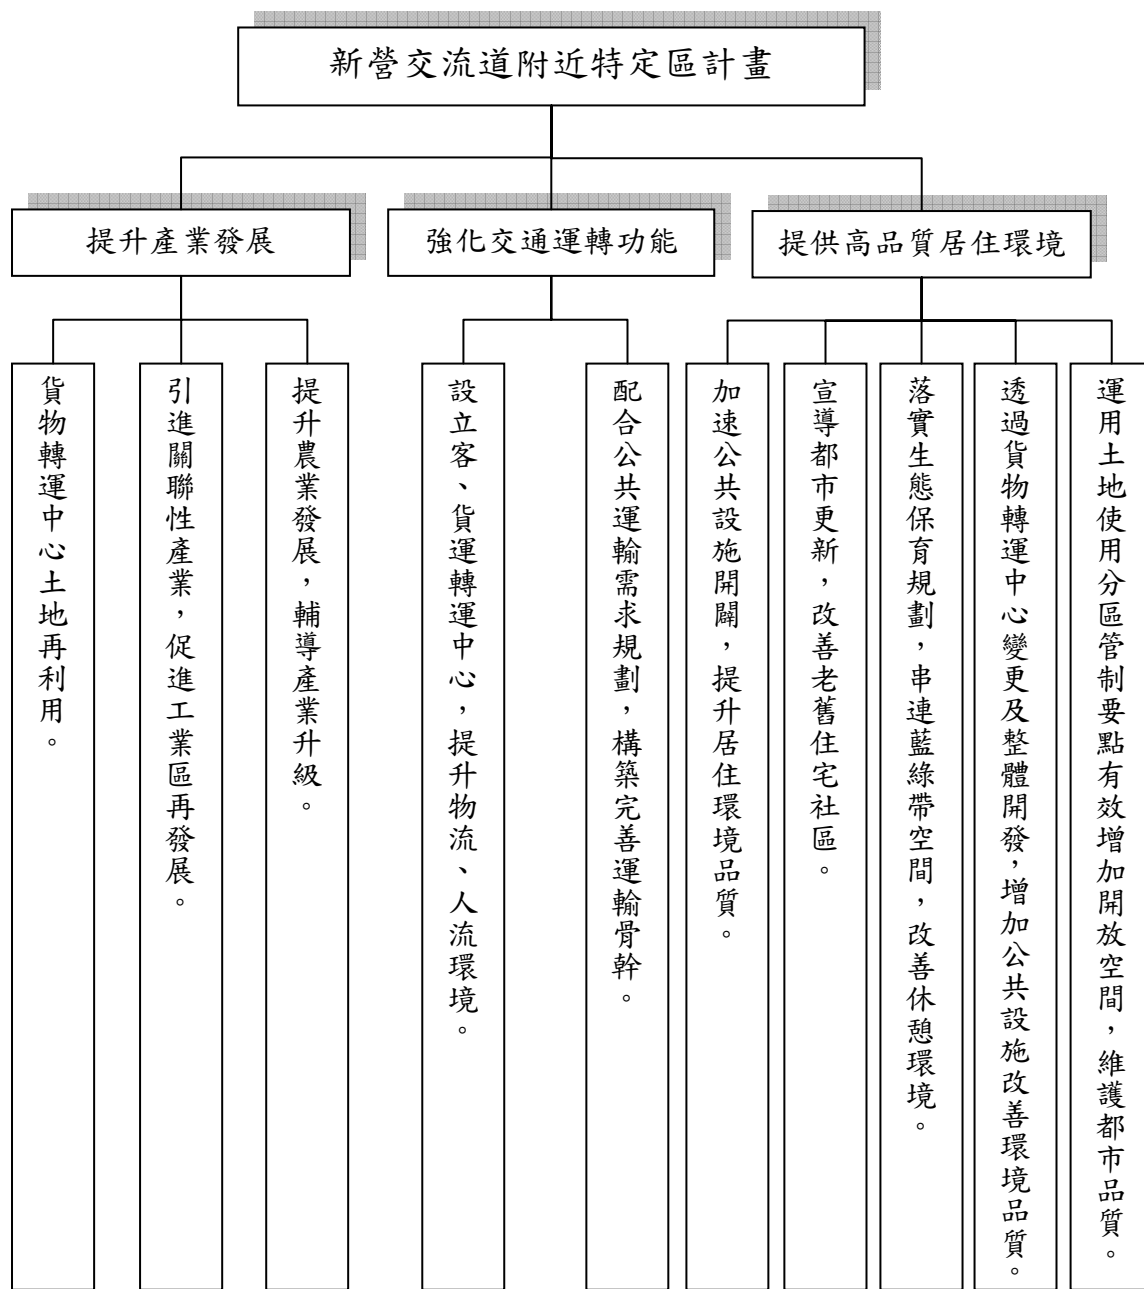 新營交流道附近特定區計畫
提升產業發展
強化交通運轉功能
提供高品質居住環境
貨物轉運中心土地再利用。
引進關聯性產業，促進工業區再發展。
提升農業發展，輔導產業升級。
設立客、貨運轉運中心，提升物流、人流環境。
配合公共運輸需求規劃，構築完善運輸骨幹。
加速公共設施開闢，提升居住環境品質。
宣導都市更新，改善老舊住宅社區。
落實生態保育規劃，串連藍綠帶空間，改善休憩環境。
透過貨物轉運中心變更及整體開發，增加公共設施改善環境品質。
運用土地使用分區管制要點有效增加開放空間，維護都市品質。